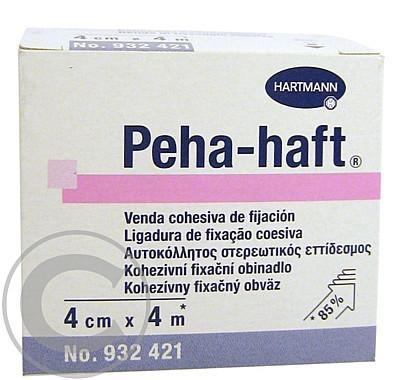 4 cm x 4 m
No. 932 421
HARTMANN
Peha-haft®
Venda cohesiva de fijación
Ligadura de fixação coesiva
Αυτοκόλλητος στερεωτικός επίδεσμος
Kohezivní fixační obinadlo
Kohezívny fixačný obväz
4 cm x 4 m*
* 85%
No. 932 421
C